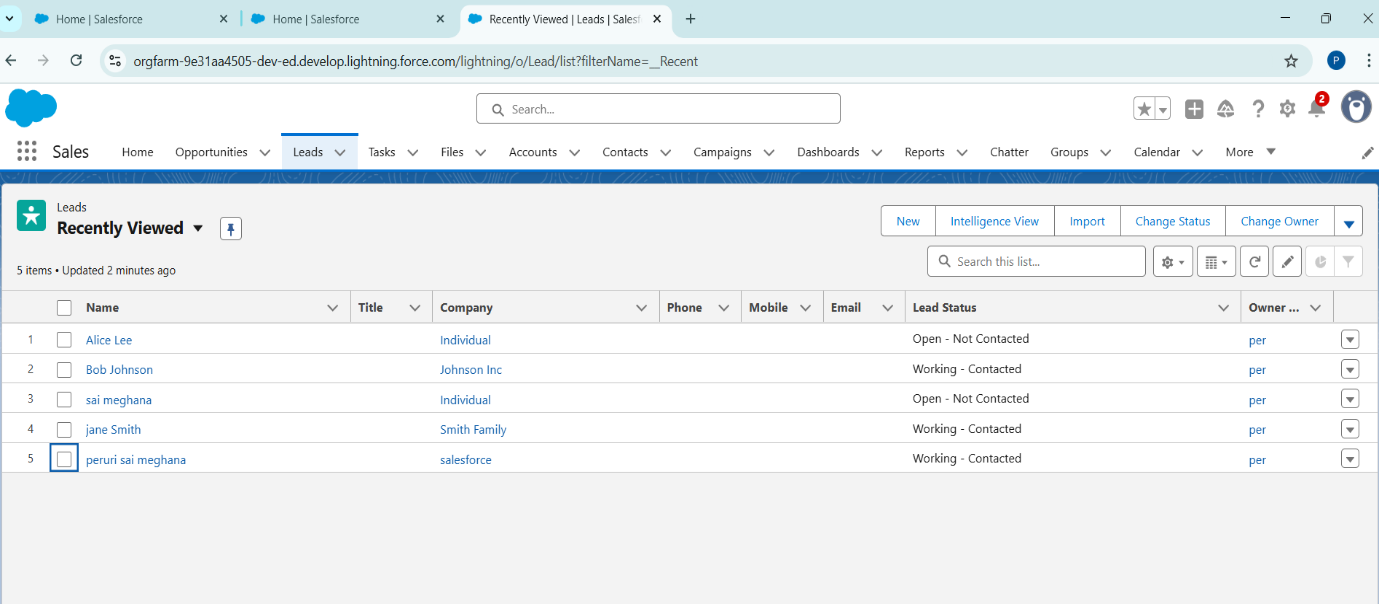 Home | Salesforce
Home | Salesforce
Recently Viewed | Leads | Sales
orgfarm-9e31aa4505-dev-ed.develop.lightning.force.com/lightning/o/Lead/list?filterName=__Recent
P
Search...
2
Sales Home Opportunities Leads Tasks Files Accounts Contacts Campaigns Dashboards Reports Chatter Groups Calendar More
Leads
Recently Viewed
New Intelligence View Import Change Status Change Owner
5 items • Updated 2 minutes ago
Search this list...
Name Title Company Phone Mobile Email Lead Status Owner ...
1 Alice Lee Individual Open - Not Contacted per
2 Bob Johnson Johnson Inc Working - Contacted per
3 sai meghana Individual Open - Not Contacted per
4 jane Smith Smith Family Working - Contacted per
5 peruri sai meghana salesforce Working - Contacted per